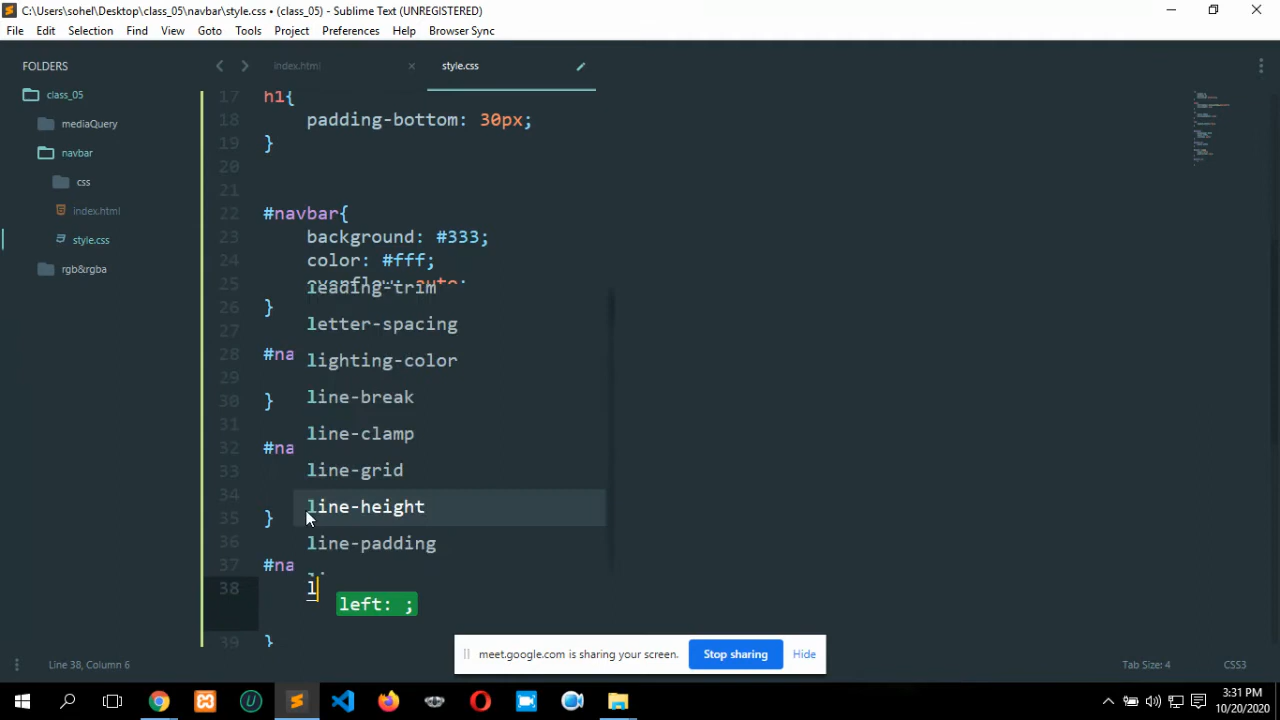 C:\Users\sohel\Desktop\class_05\navbar\style.css • (class_05) - Sublime Text (UNREGISTERED)
File Edit Selection Find View Goto Tools Project Preferences Help Browser Sync
FOLDERS
class_05
mediaQuery
navbar
css
index.html
style.css
rgb&rgba
index.html
style.css
17 h1{
18 padding-bottom: 30px;
19 }
20
21
22 #navbar{
23 background: #333;
24 color: #fff;
25 auto;
26 }
27
28 #na
29
30 }
31
32 #na
33
34
35 }
36
37 #na
38 l
39 }
leading-trim
letter-spacing
lighting-color
line-break
line-clamp
line-grid
line-height
line-padding
left: ;
meet.google.com is sharing your screen. Stop sharing Hide
Line 38, Column 6
Tab Size: 4 CSS3
3:31 PM
10/20/2020